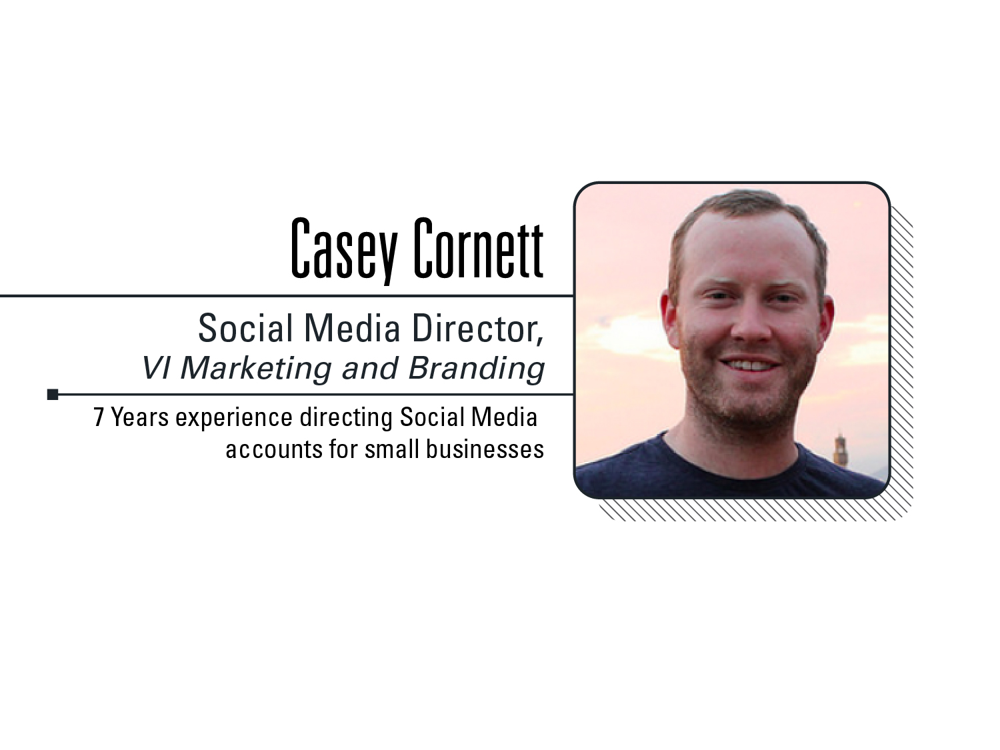 Casey Cornett
Social Media Director,
VI Marketing and Branding
7 Years experience directing Social Media
accounts for small businesses